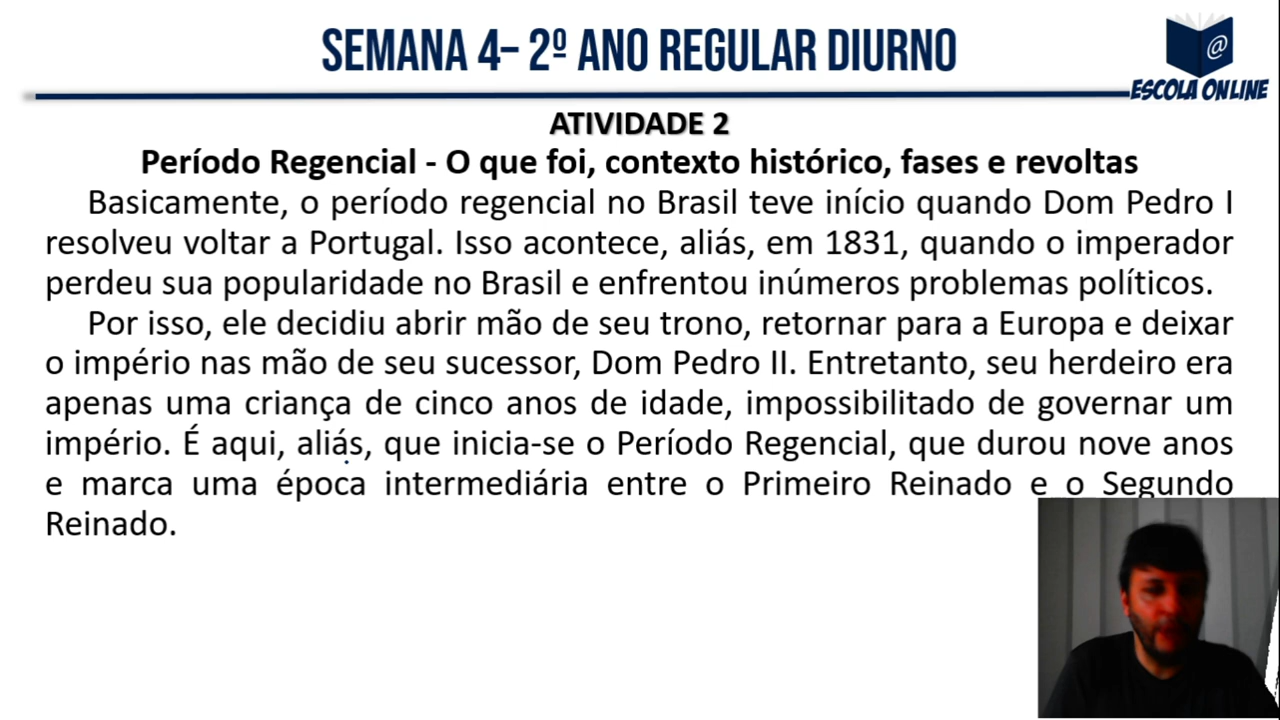 SEMANA 4– 2º ANO REGULAR DIURNO
@
ESCOLA ONLINE
ATIVIDADE 2
Período Regencial - O que foi, contexto histórico, fases e revoltas
Basicamente, o período regencial no Brasil teve início quando Dom Pedro I
resolveu voltar a Portugal. Isso acontece, aliás, em 1831, quando o imperador
perdeu sua popularidade no Brasil e enfrentou inúmeros problemas políticos.
Por isso, ele decidiu abrir mão de seu trono, retornar para a Europa e deixar
o império nas mão de seu sucessor, Dom Pedro II. Entretanto, seu herdeiro era
apenas uma criança de cinco anos de idade, impossibilitado de governar um
império. É aqui, aliás, que inicia-se o Período Regencial, que durou nove anos
e marca uma época intermediária entre o Primeiro Reinado e o Segundo
Reinado.